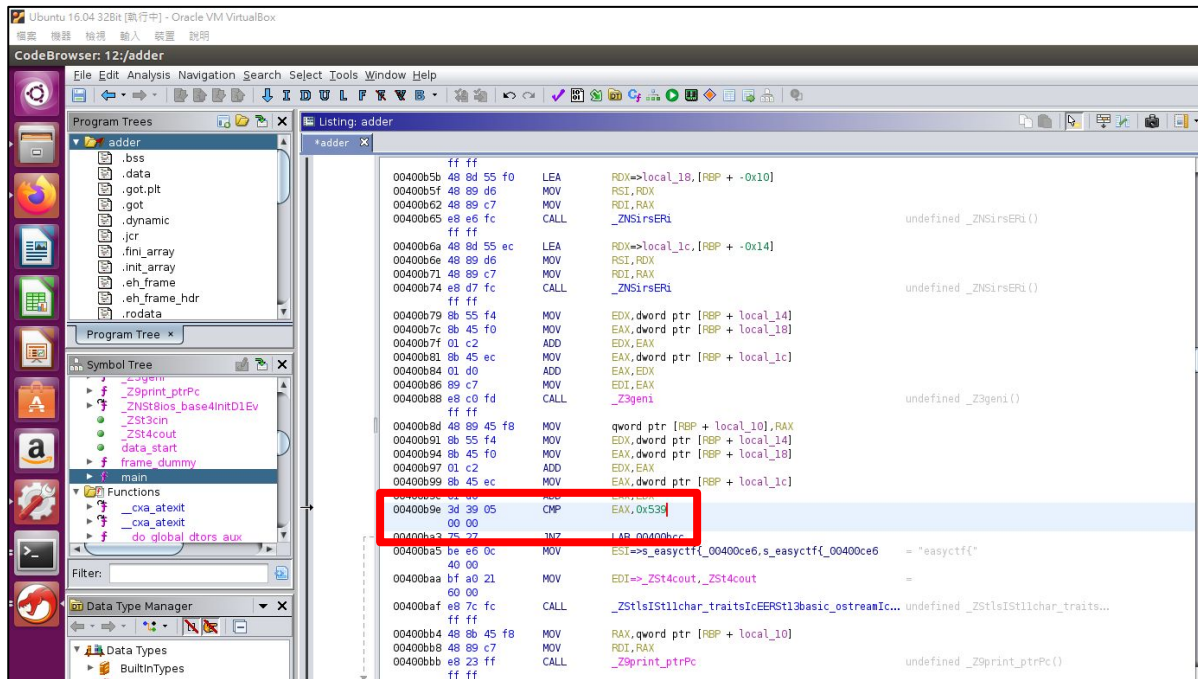 Ubuntu 16.04 32Bit [執行中] - Oracle VM VirtualBox
檔案 機器 檢視 輸入 裝置 說明
CodeBrowser: 12:/adder
File Edit Analysis Navigation Search Select Tools Window Help
I D U L F R V B
Program Trees
Listing: adder
adder
*adder X
.bss
.data
.got.plt
.got
.dynamic
.jcr
.fini_array
.init_array
.eh_frame
.eh_frame_hdr
.rodata
Program Tree ×
Symbol Tree
_Z3geni
_Z9print_ptrPc
_ZNSt8ios_base4InitD1Ev
_ZSt3cin
_ZSt4cout
data_start
frame_dummy
main
Functions
__cxa_atexit
__cxa_atexit
__do_global_dtors_aux
Filter:
Data Type Manager
Data Types
BuiltInTypes
ff ff
00400b5b 48 8d 55 f0 LEA RDX=>local_18,[RBP + -0x10]
00400b5f 48 89 d6 MOV RSI,RDX
00400b62 48 89 c7 MOV RDI,RAX
00400b65 e8 e6 fc CALL _ZNSirsERi undefined _ZNSirsERi()
ff ff
00400b6a 48 8d 55 ec LEA RDX=>local_1c,[RBP + -0x14]
00400b6e 48 89 d6 MOV RSI,RDX
00400b71 48 89 c7 MOV RDI,RAX
00400b74 e8 d7 fc CALL _ZNSirsERi undefined _ZNSirsERi()
ff ff
00400b79 8b 55 f4 MOV EDX,dword ptr [RBP + local_14]
00400b7c 8b 45 f0 MOV EAX,dword ptr [RBP + local_18]
00400b7f 01 c2 ADD EDX,EAX
00400b81 8b 45 ec MOV EAX,dword ptr [RBP + local_1c]
00400b84 01 d0 ADD EAX,EDX
00400b86 89 c7 MOV EDI,EAX
00400b88 e8 c0 fd CALL _Z3geni undefined _Z3geni()
ff ff
00400b8d 48 89 45 f8 MOV qword ptr [RBP + local_10],RAX
00400b91 8b 55 f4 MOV EDX,dword ptr [RBP + local_14]
00400b94 8b 45 f0 MOV EAX,dword ptr [RBP + local_18]
00400b97 01 c2 ADD EDX,EAX
00400b99 8b 45 ec MOV EAX,dword ptr [RBP + local_1c]
00400b9c 01 d0 ADD EAX,EDX
00400b9e 3d 39 05 CMP EAX,0x539
00 00
00400ba3 75 27 JNZ LAB_00400bcc
00400ba5 be e6 0c MOV ESI=>s_easyctf{_00400ce6,s_easyctf{_00400ce6 = "easyctf{"
40 00
00400baa bf a0 21 MOV EDI=>_ZSt4cout,_ZSt4cout =
60 00
00400baf e8 7c fc CALL _ZStlsISt11char_traitsIcEERSt13basic_ostreamIc... undefined _ZStlsISt11char_traits...
ff ff
00400bb4 48 8b 45 f8 MOV RAX,qword ptr [RBP + local_10]
00400bb8 48 89 c7 MOV RDI,RAX
00400bbb e8 23 ff CALL _Z9print_ptrPc undefined _Z9print_ptrPc()
ff ff